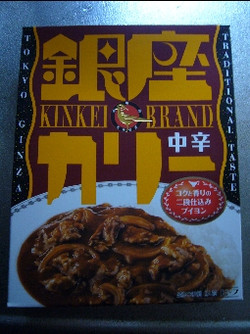 銀座
KINKEI BRAND
カリー
中辛
コクと香りの
二段仕込み
ブイヨン
TOKYO GINZA
TRADITIONAL TASTE